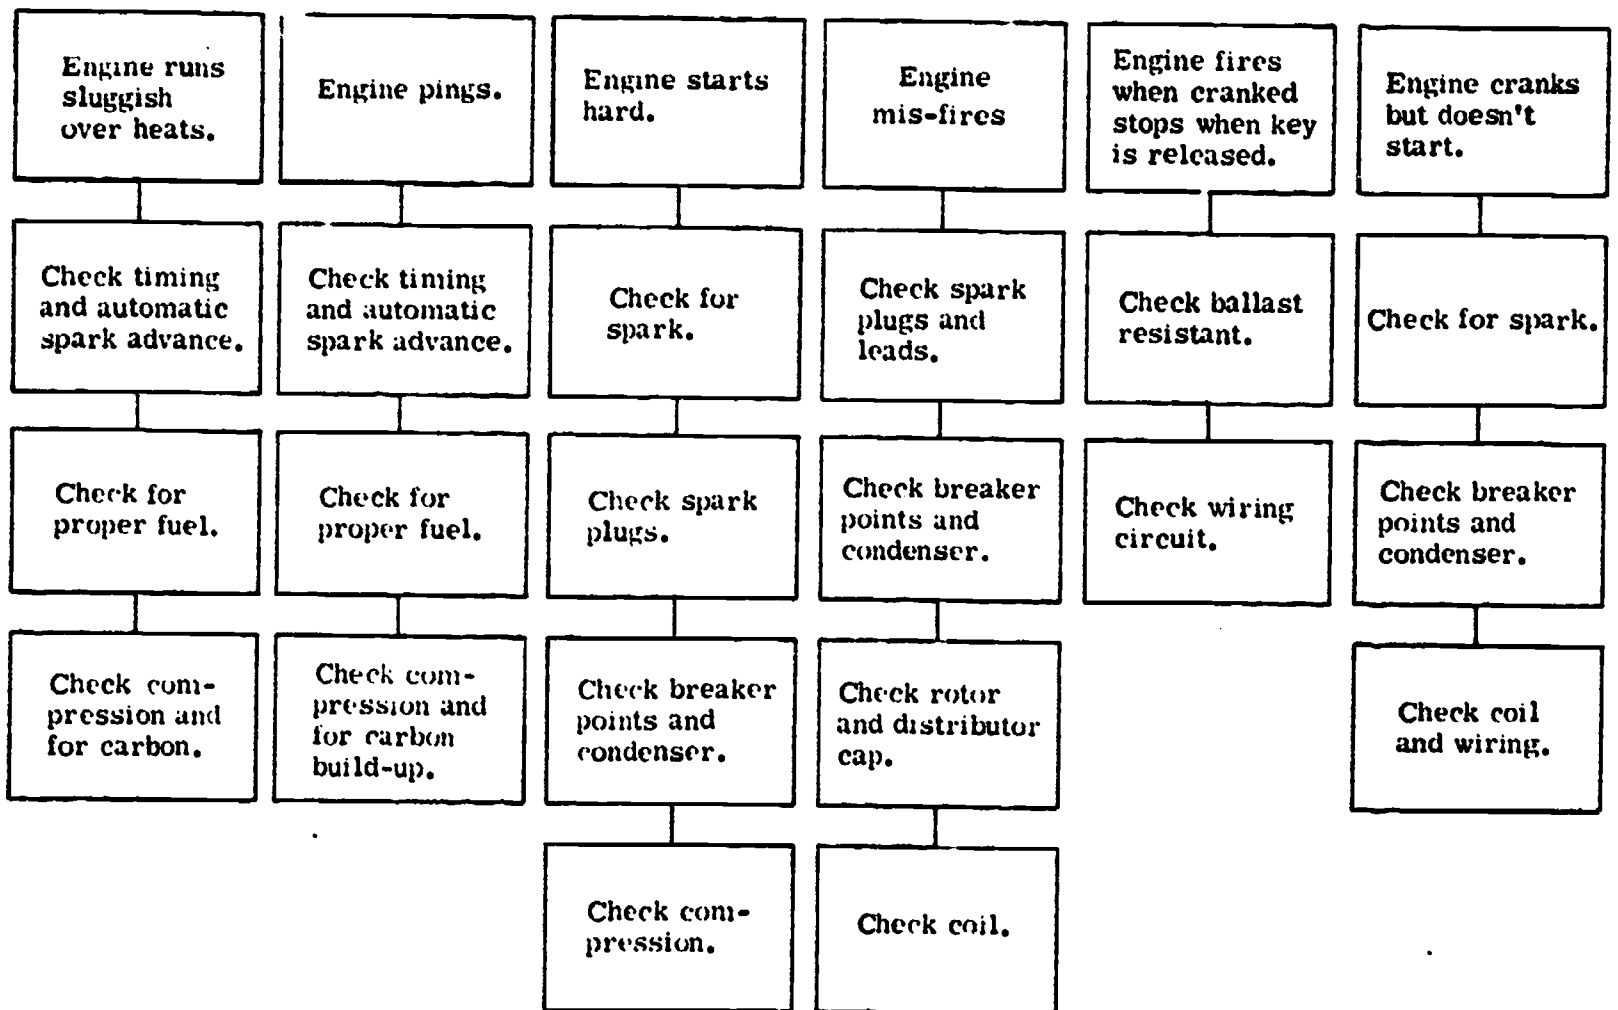 Engine runs
sluggish
over heats.
Check timing
and automatic
spark advance.
Check for
proper fuel.
Check com-
pression and
for carbon.
Engine pings.
Check timing
and automatic
spark advance.
Check for
proper fuel.
Check com-
pression and
for carbon
build-up.
Engine starts
hard.
Check for
spark.
Check spark
plugs.
Check breaker
points and
condenser.
Check com-
pression.
Engine
mis-fires
Check spark
plugs and
leads.
Check breaker
points and
condenser.
Check rotor
and distributor
cap.
Check coil.
Engine fires
when cranked
stops when key
is released.
Check ballast
resistant.
Check wiring
circuit.
Engine cranks
but doesn't
start.
Check for spark.
Check breaker
points and
condenser.
Check coil
and wiring.